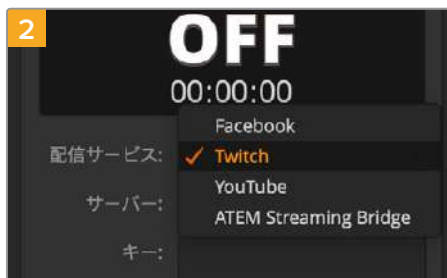 2
OFF
00:00:00
Facebook
配信サービス:
✓ Twitch
YouTube
サーバー:
ATEM Streaming Bridge
キー: